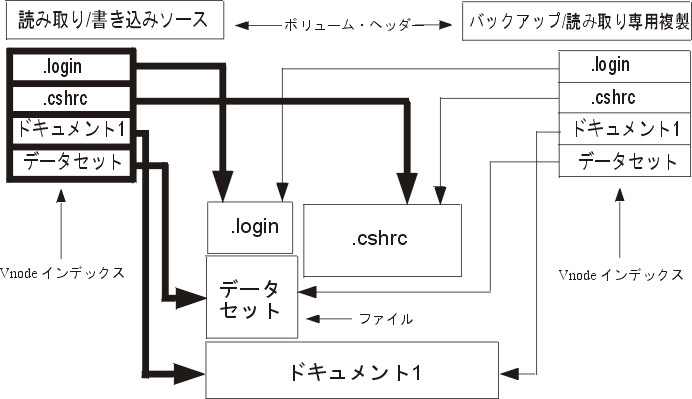 読み取り/書き込みソース
ボリューム・ヘッダー
バックアップ/読み取り専用複製
.login
.cshrc
ドキュメント1
データセット
.login
.cshrc
ドキュメント1
データセット
.login
.cshrc
Vnode インデックス
Vnode インデックス
データ
セット
ファイル
ドキュメント1